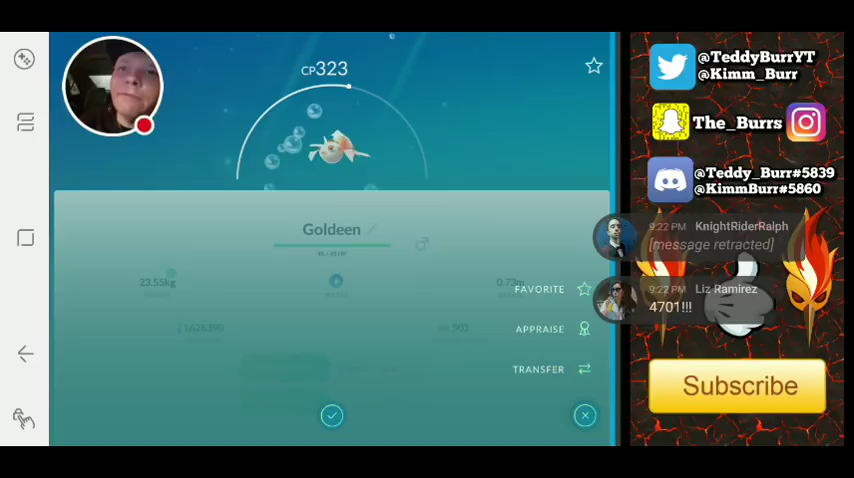 CP323
Goldeen
23.55kg
0.73m
FAVORITE
APPRAISE
TRANSFER
@TeddyBurrYT
@Kimm_Burr
The_Burrs
@Teddy_Burr#5839
@KimmBurr#5860
9:22 PM KnightRiderRalph
[message retracted]
9:22 PM Liz Ramirez
4701!!!
Subscribe